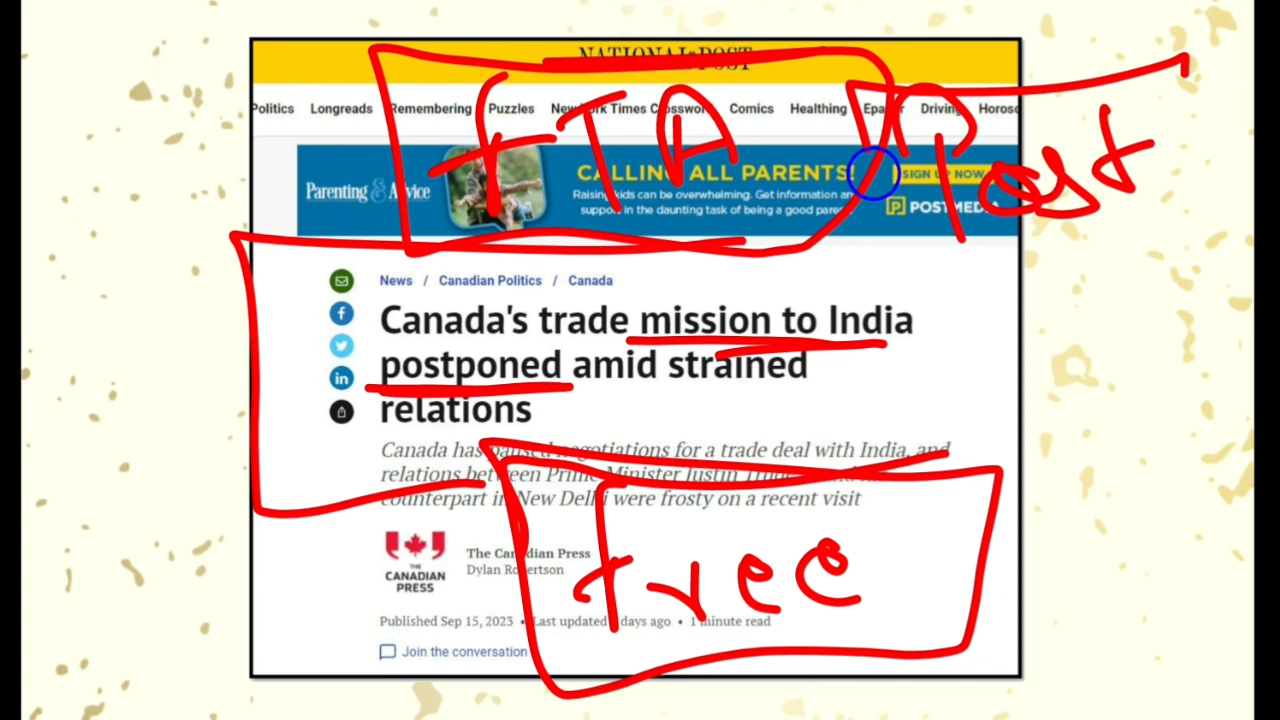 NATIONAL POST
Politics Longreads Remembering Puzzles New York Times Crossword Comics Healthing Epaper Driving Horosc
FTA Post
Parenting & Advice
CALLING ALL PARENTS!
Raising kids can be overwhelming. Get information an
support in the daunting task of being a good parent.
SIGN UP NOW
POSTMEDIA
News / Canadian Politics / Canada
Canada's trade mission to India
postponed amid strained
relations
Canada has paused negotiations for a trade deal with India, and
relations between Prime Minister Justin
counterpart in New Delhi were frosty on a recent visit
THE
CANADIAN
PRESS
The Canadian Press
Dylan Robertson
free
Published Sep 15, 2023 • Last updated days ago • 1 minute read
Join the conversation